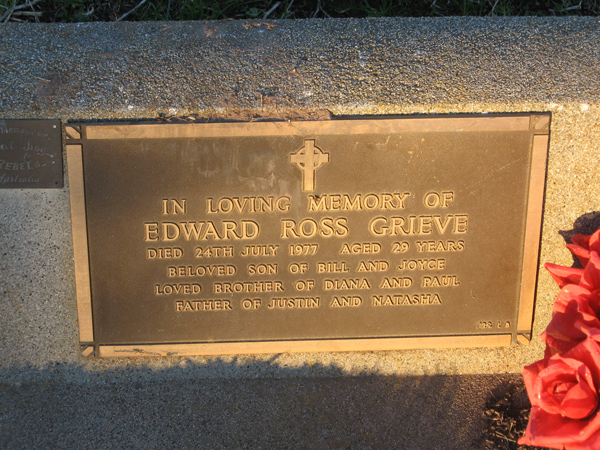 IN LOVING MEMORY OF
EDWARD ROSS GRIEVE
DIED 24TH JULY 1977 AGED 29 YEARS
BELOVED SON OF BILL AND JOYCE
LOVED BROTHER OF DIANA AND PAUL
FATHER OF JUSTIN AND NATASHA